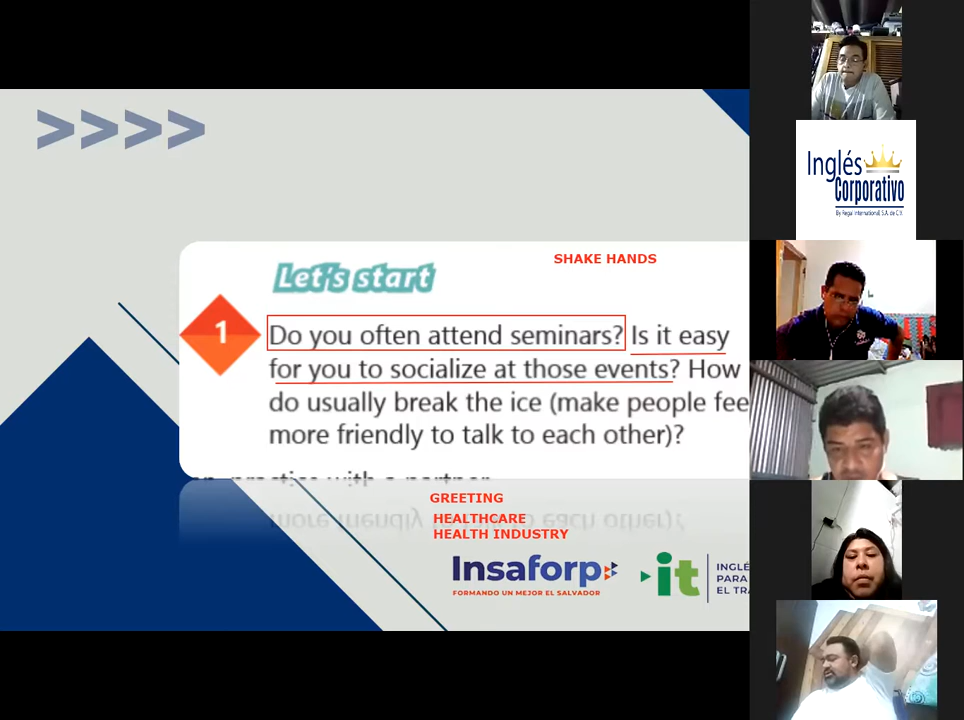 >>>>
SHAKE HANDS
Let's start
1
Do you often attend seminars? Is it easy
for you to socialize at those events? How
do usually break the ice (make people fee
more friendly to talk to each other)?
practice with a partner
GREETING
HEALTHCARE
HEALTH INDUSTRY
Insaforp
FORMANDO UN MEJOR EL SALVADOR
it
INGLÉ
PARA
EL TRA
Inglés
Corporativo
By Regal International S.A. de C.V.